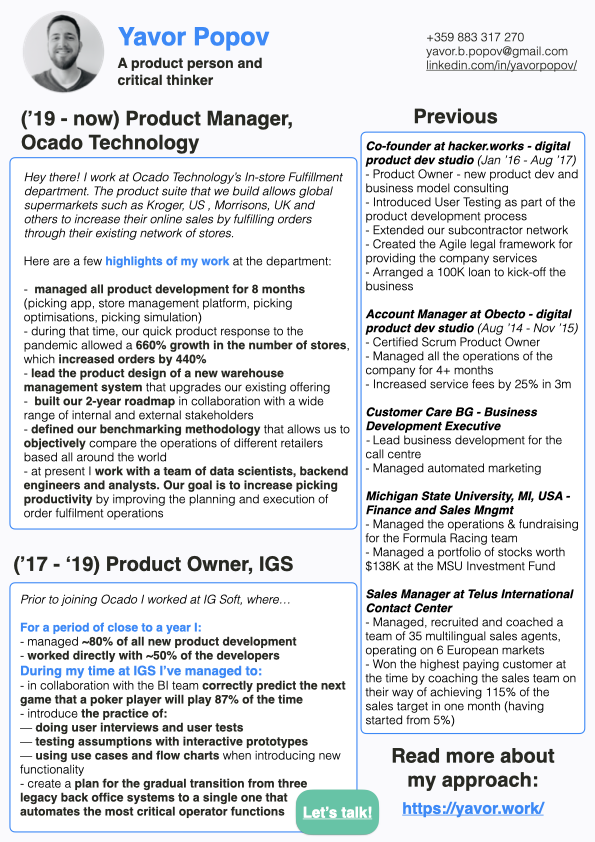 Yavor Popov
A product person and
critical thinker
+359 883 317 270
yavor.b.popov@gmail.com
linkedin.com/in/yavorpopov/
('19 - now) Product Manager,
Ocado Technology
Hey there! I work at Ocado Technology's In-store Fulfillment
department. The product suite that we build allows global
supermarkets such as Kroger, US , Morrisons, UK and
others to increase their online sales by fulfilling orders
through their existing network of stores.
Here are a few highlights of my work at the department:
- managed all product development for 8 months
(picking app, store management platform, picking
optimisations, picking simulation)
- during that time, our quick product response to the
pandemic allowed a 660% growth in the number of stores,
which increased orders by 440%
- lead the product design of a new warehouse
management system that upgrades our existing offering
- built our 2-year roadmap in collaboration with a wide
range of internal and external stakeholders
- defined our benchmarking methodology that allows us to
objectively compare the operations of different retailers
based all around the world
- at present I work with a team of data scientists, backend
engineers and analysts. Our goal is to increase picking
productivity by improving the planning and execution of
order fulfilment operations
('17 - '19) Product Owner, IGS
Prior to joining Ocado I worked at IG Soft, where…
For a period of close to a year I:
- managed ~80% of all new product development
- worked directly with ~50% of the developers
During my time at IGS I've managed to:
- in collaboration with the BI team correctly predict the next
game that a poker player will play 87% of the time
- introduce the practice of:
— doing user interviews and user tests
— testing assumptions with interactive prototypes
— using use cases and flow charts when introducing new
functionality
- create a plan for the gradual transition from three
legacy back office systems to a single one that
automates the most critical operator functions
Let's talk!
Previous
Co-founder at hacker.works - digital
product dev studio (Jan '16 - Aug '17)
- Product Owner - new product dev and
business model consulting
- Introduced User Testing as part of the
product development process
- Extended our subcontractor network
- Created the Agile legal framework for
providing the company services
- Arranged a 100K loan to kick-off the
business
Account Manager at Obecto - digital
product dev studio (Aug '14 - Nov '15)
- Certified Scrum Product Owner
- Managed all the operations of the
company for 4+ months
- Increased service fees by 25% in 3m
Customer Care BG - Business
Development Executive
- Lead business development for the
call centre
- Managed automated marketing
Michigan State University, MI, USA -
Finance and Sales Mngmt
- Managed the operations & fundraising
for the Formula Racing team
- Managed a portfolio of stocks worth
$138K at the MSU Investment Fund
Sales Manager at Telus International
Contact Center
- Managed, recruited and coached a
team of 35 multilingual sales agents,
operating on 6 European markets
- Won the highest paying customer at
the time by coaching the sales team on
their way of achieving 115% of the
sales target in one month (having
started from 5%)
Read more about
my approach:
https://yavor.work/